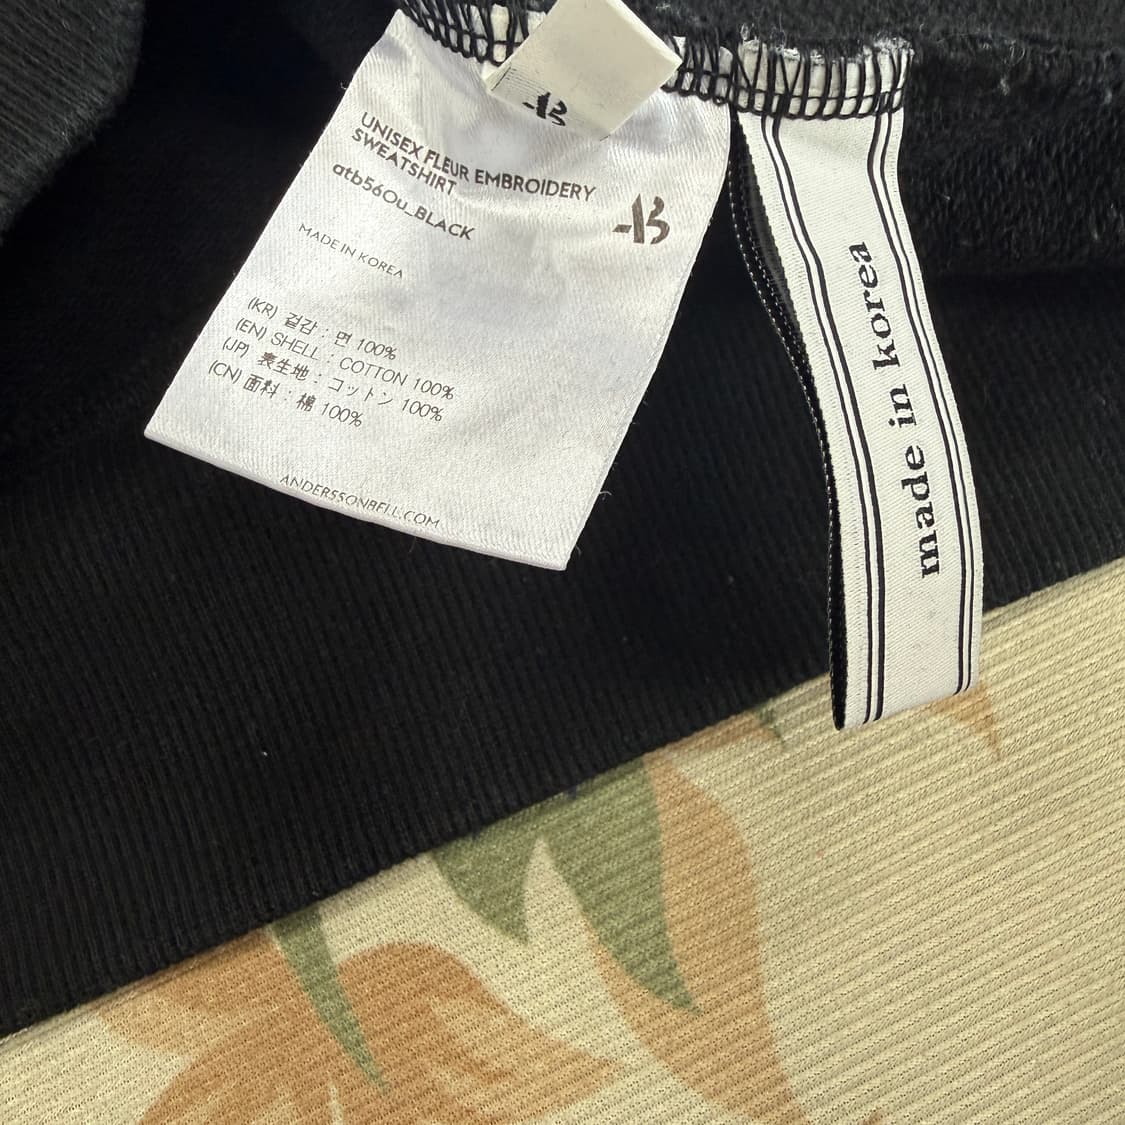 UNISEX FLEUR EMBROIDERY
SWEATSHIRT
atb560u_BLACK
MADE IN KOREA
(KR) 겉감 : 면 100%
(EN) SHELL : COTTON 100%
(JP) 表生地 : コットン 100%
(CN) 面料 : 棉 100%
ANDERSSONBELL.COM
made in korea